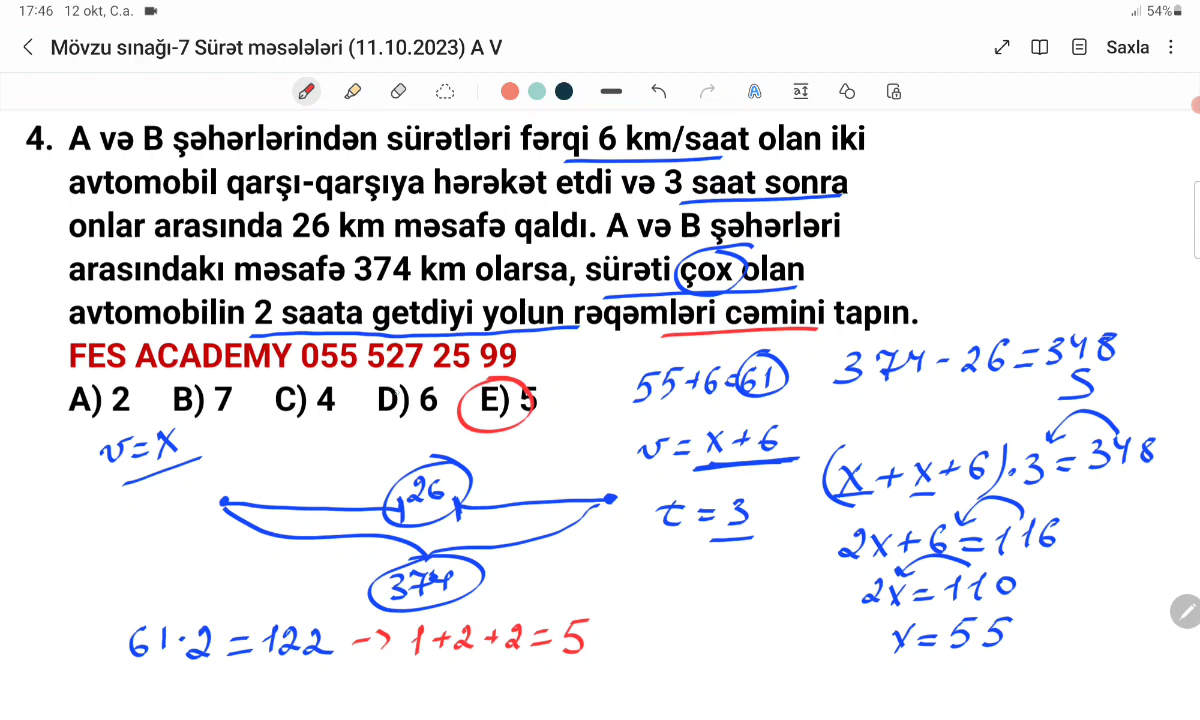 17:46 12 okt, C.a. 54%
Mövzu sınağı-7 Sürət məsələləri (11.10.2023) A V
Saxla
4. A və B şəhərlərindən sürətləri fərqi 6 km/saat olan iki
avtomobil qarşı-qarşıya hərəkət etdi və 3 saat sonra
onlar arasında 26 km məsafə qaldı. A və B şəhərləri
arasındakı məsafə 374 km olarsa, sürəti çox olan
avtomobilin 2 saata getdiyi yolun rəqəmləri cəmini tapın.
FES ACADEMY 055 527 25 99
A) 2 B) 7 C) 4 D) 6 E) 5
55+6=61
374-26=348
S
v=x
v=x+6
(x+x+6).3=348
26
t=3
2x+6=116
374
2x=110
61·2=122 -> 1+2+2=5
x=55